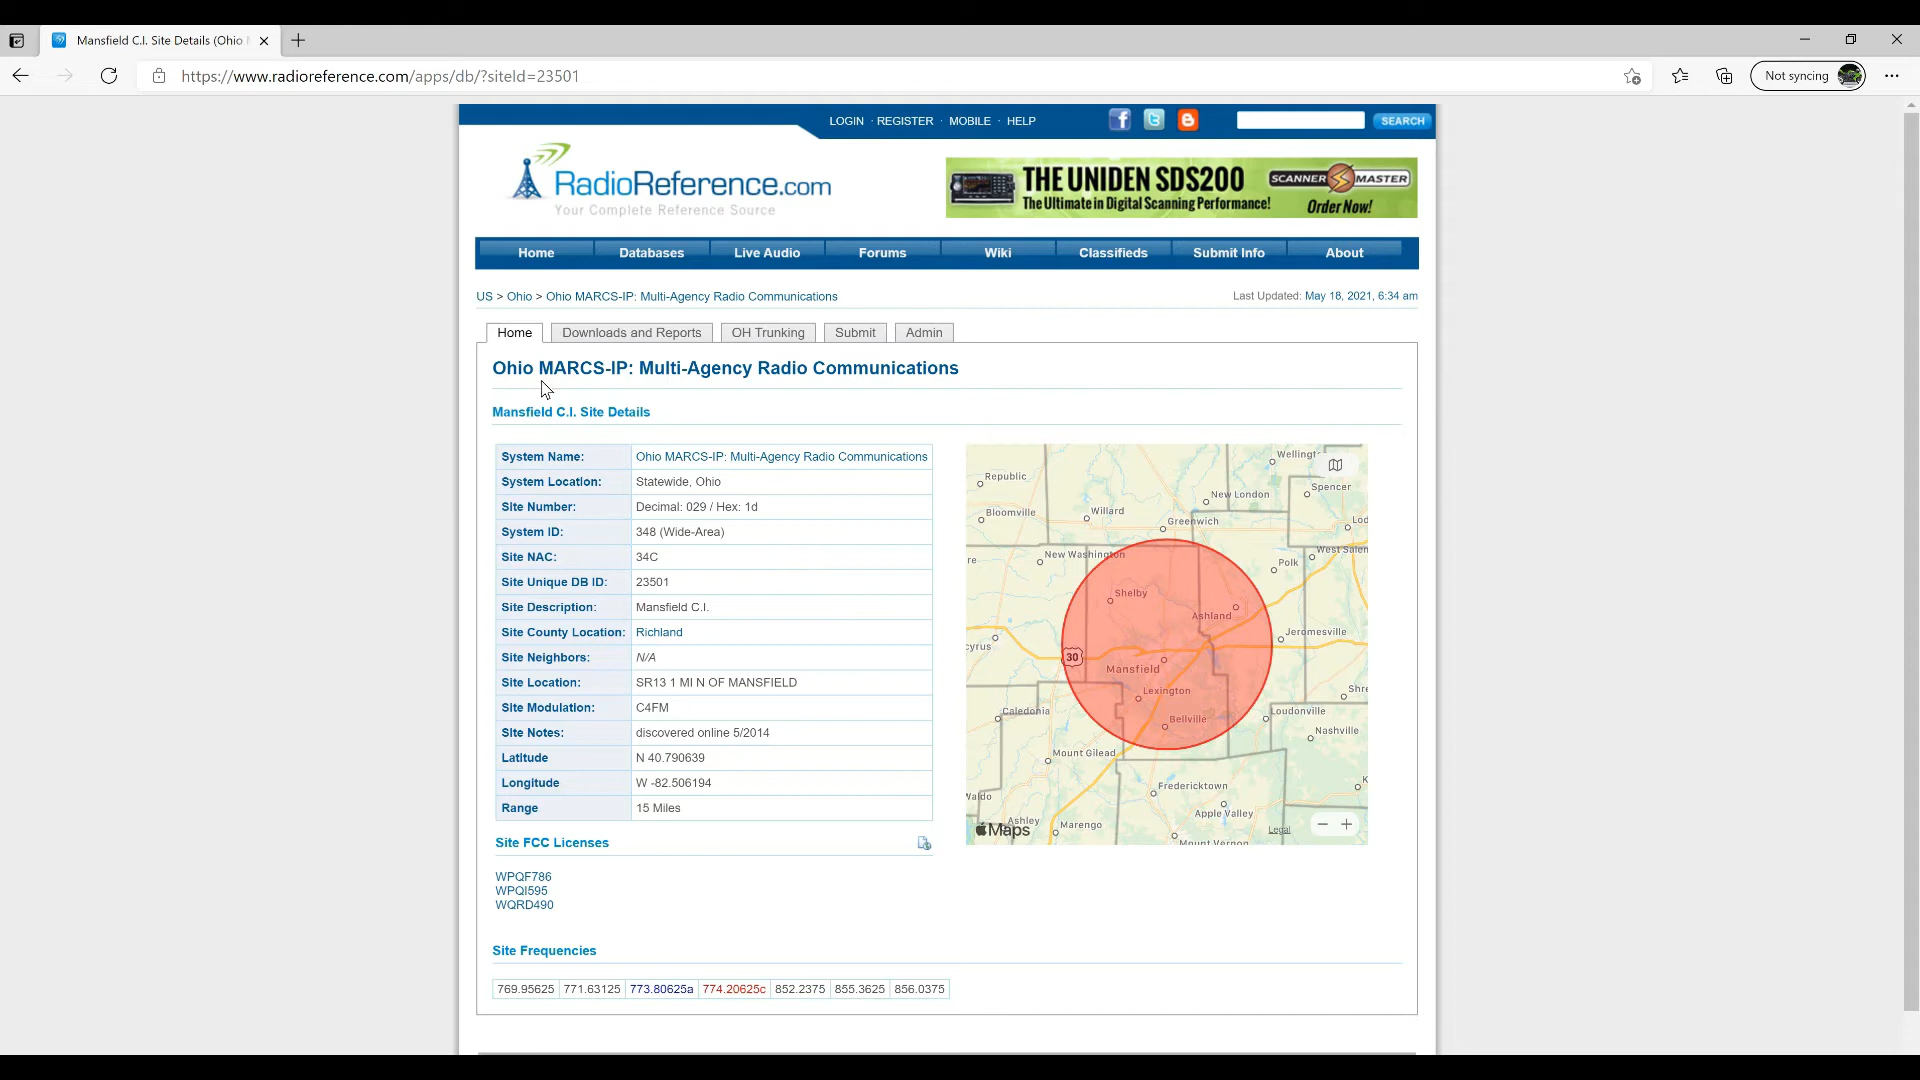 Mansfield C.I. Site Details (Ohio
https://www.radioreference.com/apps/db/?siteId=23501
Not syncing
LOGIN · REGISTER · MOBILE · HELP
SEARCH
RadioReference.com
Your Complete Reference Source
THE UNIDEN SDS200
The Ultimate in Digital Scanning Performance!
SCANNER MASTER
Order Now!
Home Databases Live Audio Forums Wiki Classifieds Submit Info About
US > Ohio > Ohio MARCS-IP: Multi-Agency Radio Communications
Last Updated: May 18, 2021, 6:34 am
Home Downloads and Reports OH Trunking Submit Admin
Ohio MARCS-IP: Multi-Agency Radio Communications
Mansfield C.I. Site Details
System Name: Ohio MARCS-IP: Multi-Agency Radio Communications
System Location: Statewide, Ohio
Site Number: Decimal: 029 / Hex: 1d
System ID: 348 (Wide-Area)
Site NAC: 34C
Site Unique DB ID: 23501
Site Description: Mansfield C.I.
Site County Location: Richland
Site Neighbors: N/A
Site Location: SR13 1 MI N OF MANSFIELD
Site Modulation: C4FM
Site Notes: discovered online 5/2014
Latitude N 40.790639
Longitude W -82.506194
Range 15 Miles
Wellingt
Republic
Spencer
New London
Bloomville
Willard
Greenwich
Lod
New Washington
West Salem
re
Polk
Shelby
Ashland
Jeromesville
cyrus
30
Mansfield
Lexington
Shre
Caledonia
Loudonville
Bellville
Nashville
Mount Gilead
Fredericktown
K
Waldo
Apple Valley
Ashley
Marengo
Maps
Legal
Mount Vernon
Site FCC Licenses
WPQF786
WPQI595
WQRD490
Site Frequencies
769.95625 771.63125 773.80625a 774.20625c 852.2375 855.3625 856.0375